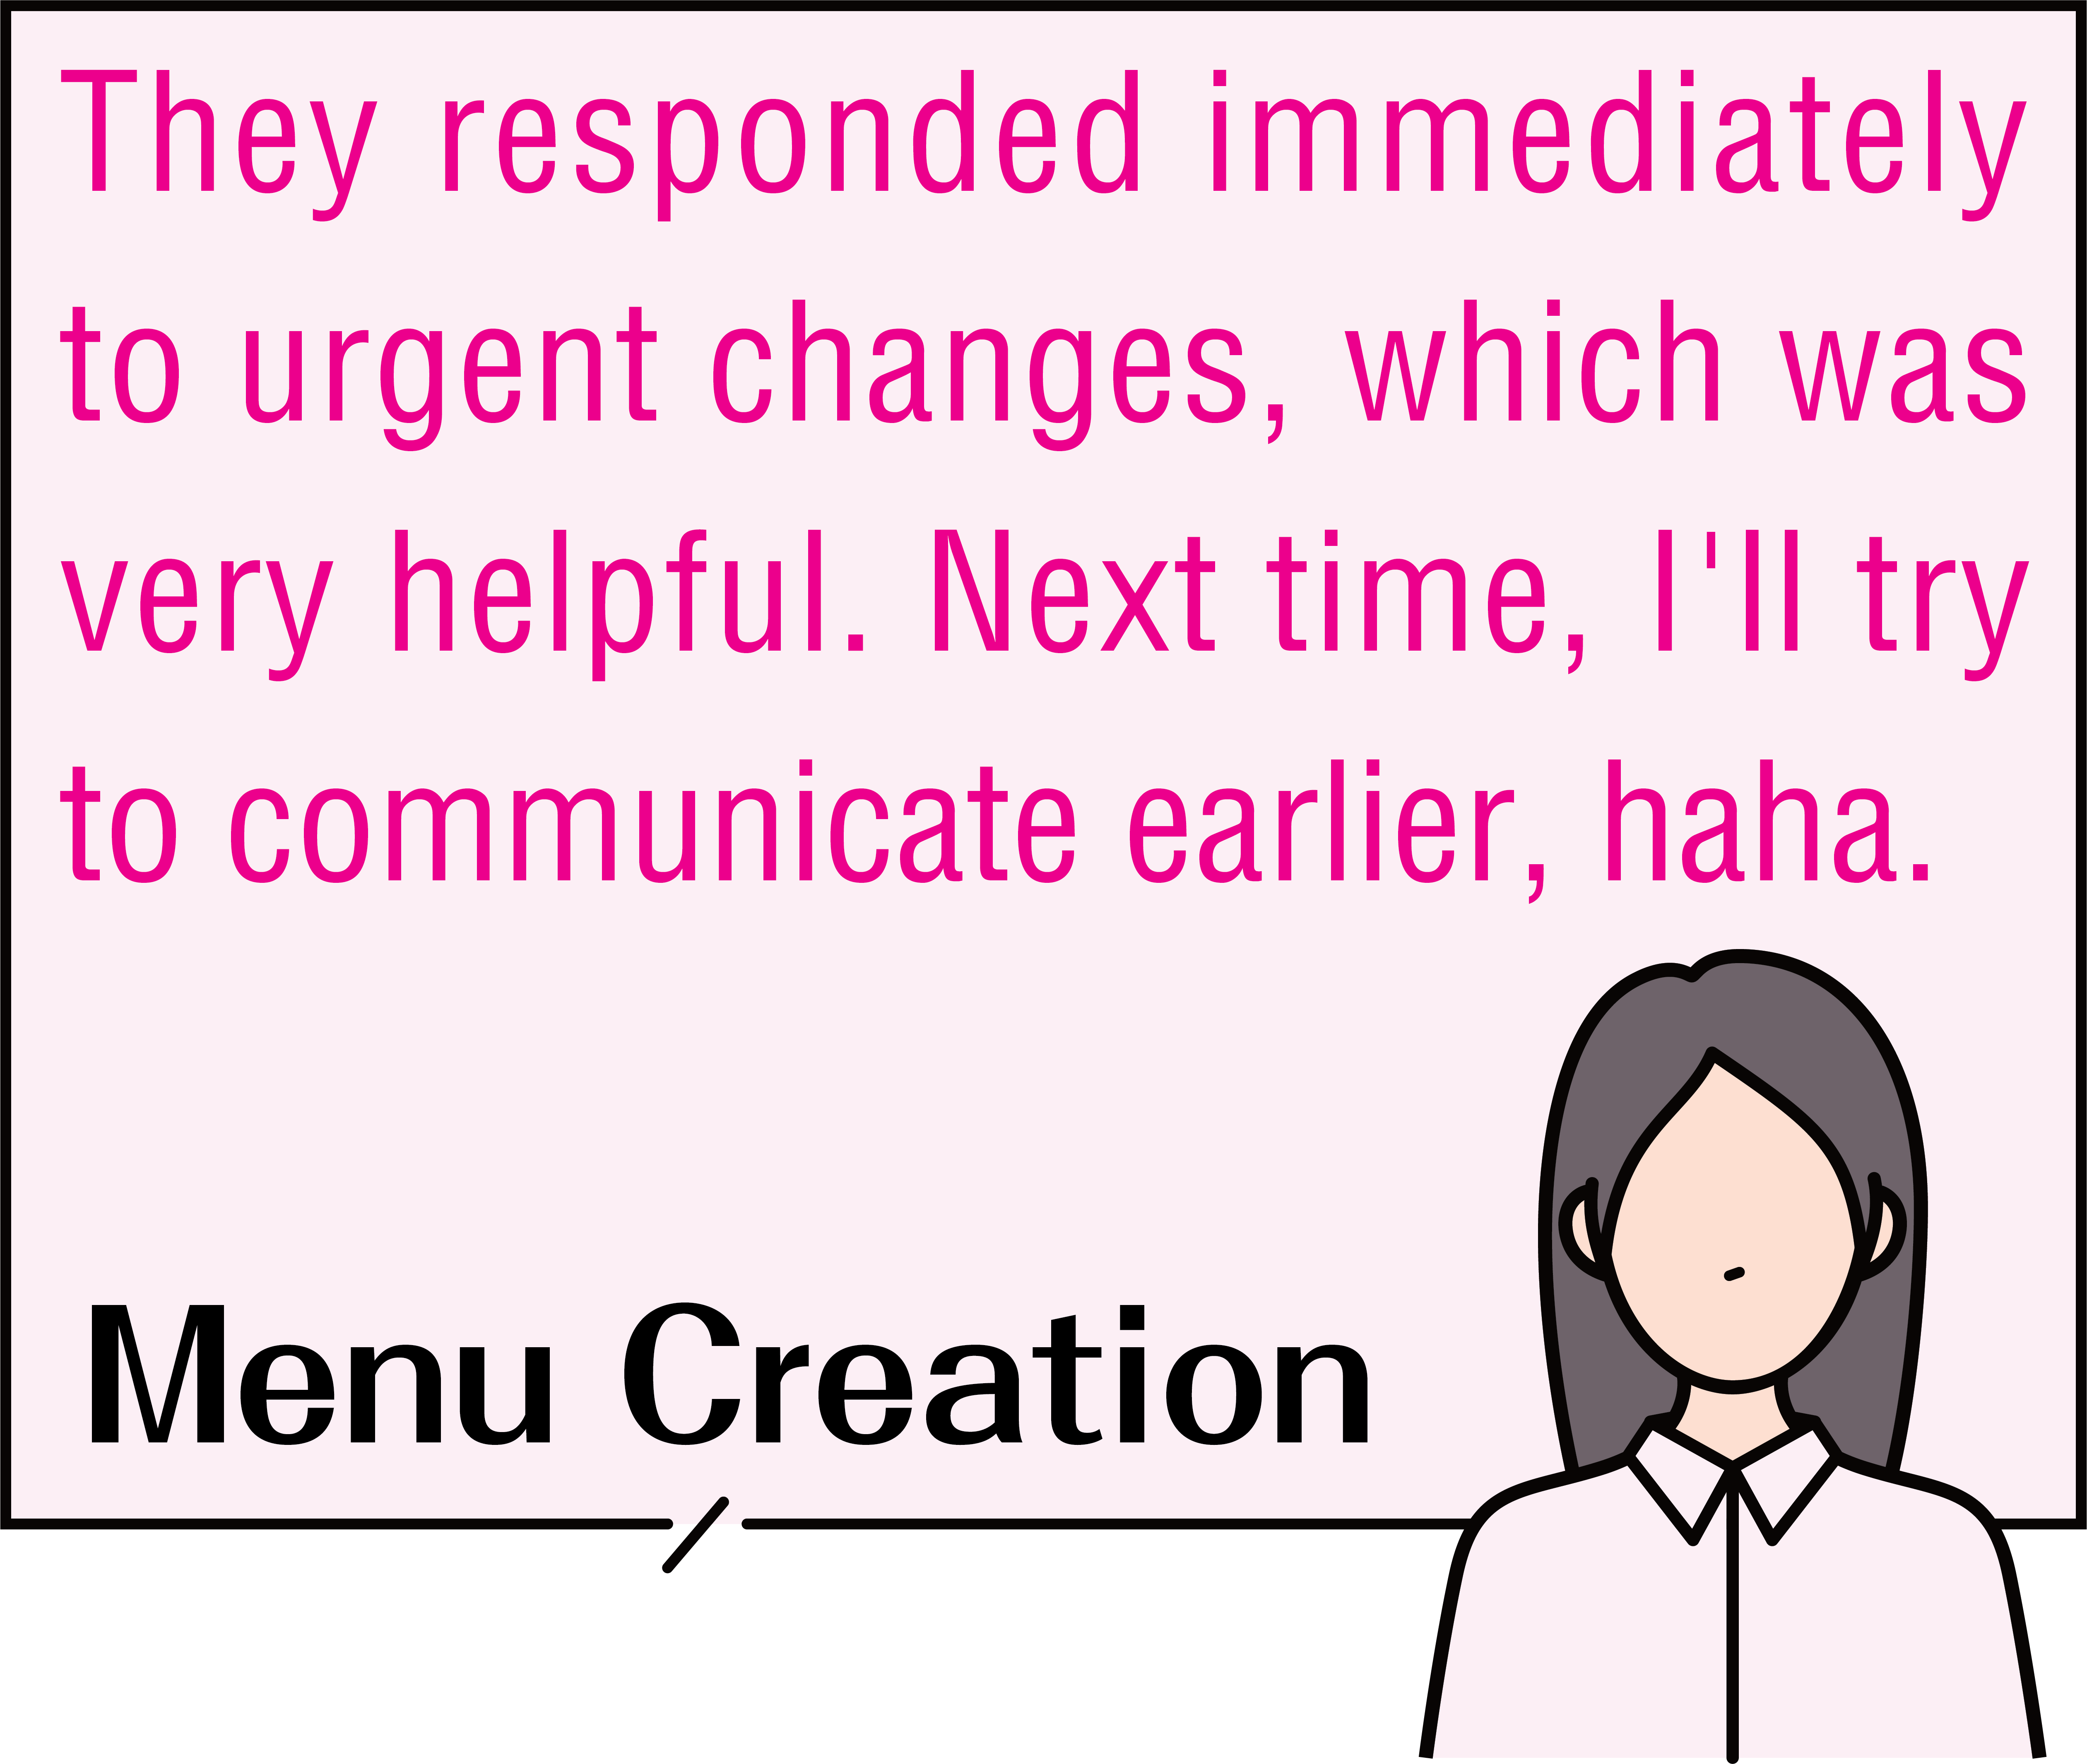 They responded immediately
to urgent changes, which was
very helpful. Next time, I'll try
to communicate earlier, haha.
Menu Creation